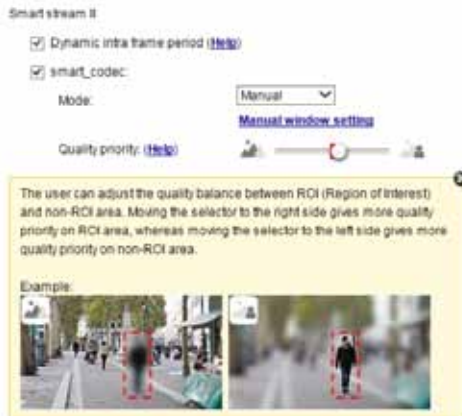 Smart stream II
Dynamic intra frame period (Help)
smart_codec:
Mode: Manual
Manual window setting
Quality priority: (Help)
The user can adjust the quality balance between ROI (Region of Interest)
and non-ROI area. Moving the selector to the right side gives more quality
priority on ROI area, whereas moving the selector to the left side gives more
quality priority on non-ROI area.
Example: